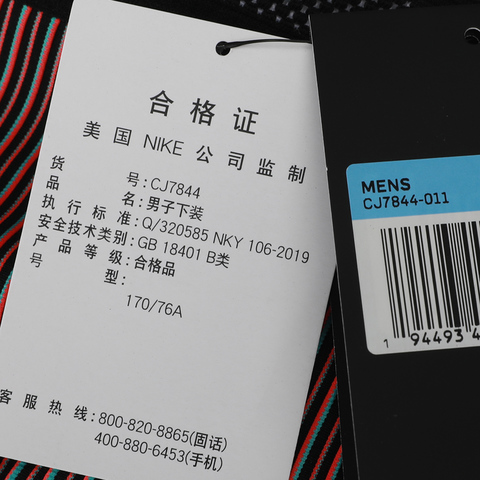 合格证
美国 NIKE 公司监制
货号:CJ7844
品名:男子下装
执行标准:Q/320585 NKY 106-2019
安全技术类别:GB 18401 B类
产品等级:合格品
号型:
170/76A
客服热线:800-820-8865(固话)
400-880-6453(手机)
MENS
CJ7844-011
1 94493 4